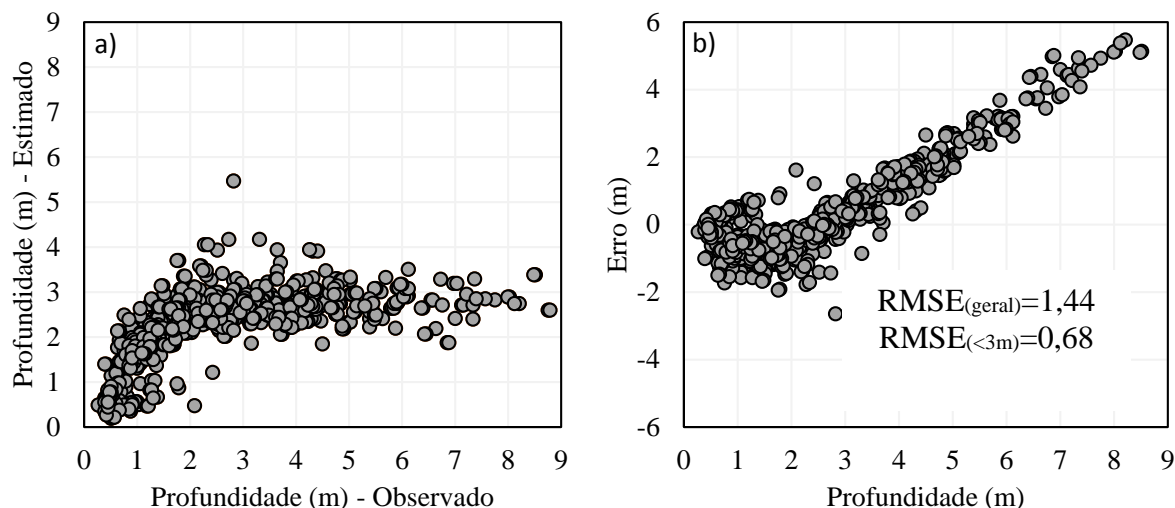 a)
Profundidade (m) - Estimado
9
8
7
6
5
4
3
2
1
0
0 1 2 3 4 5 6 7 8 9
Profundidade (m) - Observado
b)
Erro (m)
6
4
2
0
-2
-4
-6
RMSE(geral)=1,44
RMSE(<3m)=0,68
0 1 2 3 4 5 6 7 8 9
Profundidade (m)